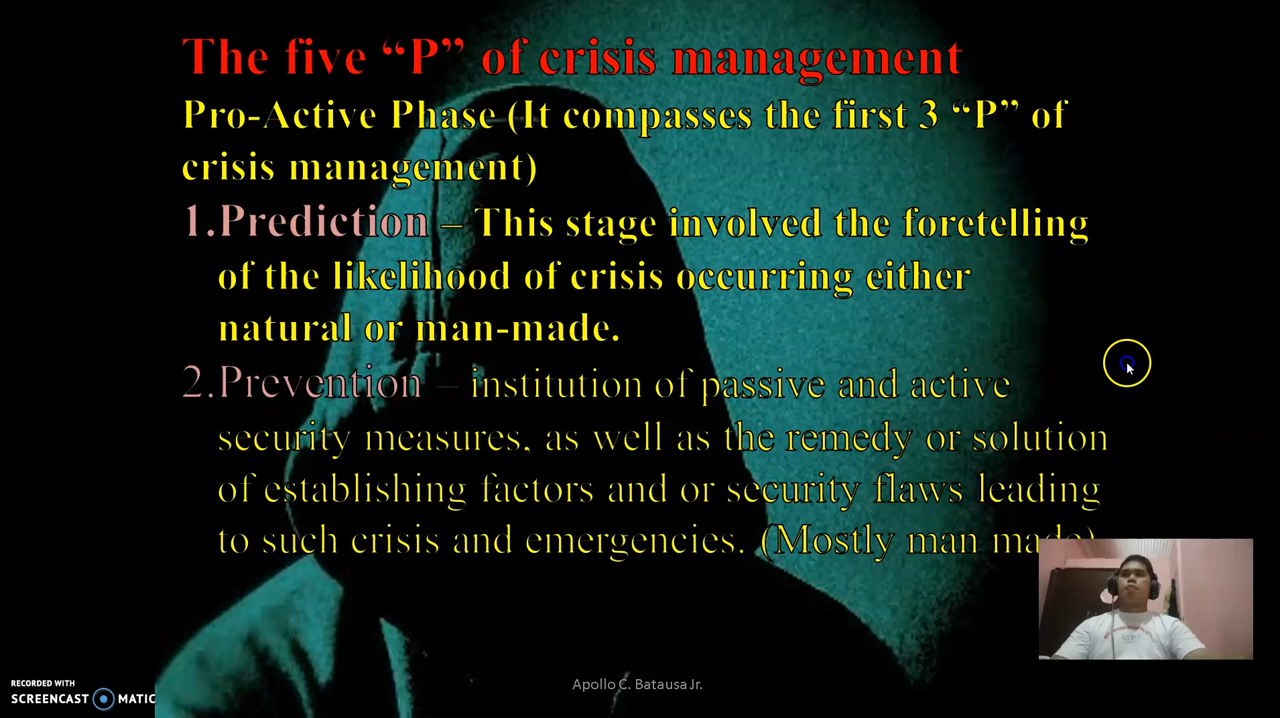 The five “P” of crisis management
Pro-Active Phase (It compasses the first 3 “P” of
crisis management)
1.Prediction – This stage involved the foretelling
of the likelihood of crisis occurring either
natural or man-made.
2.Prevention – institution of passive and active
security measures, as well as the remedy or solution
of establishing factors and or security flaws leading
to such crisis and emergencies. (Mostly man made)
RECORDED WITH
SCREENCAST MATIC
Apollo C. Batausa Jr.